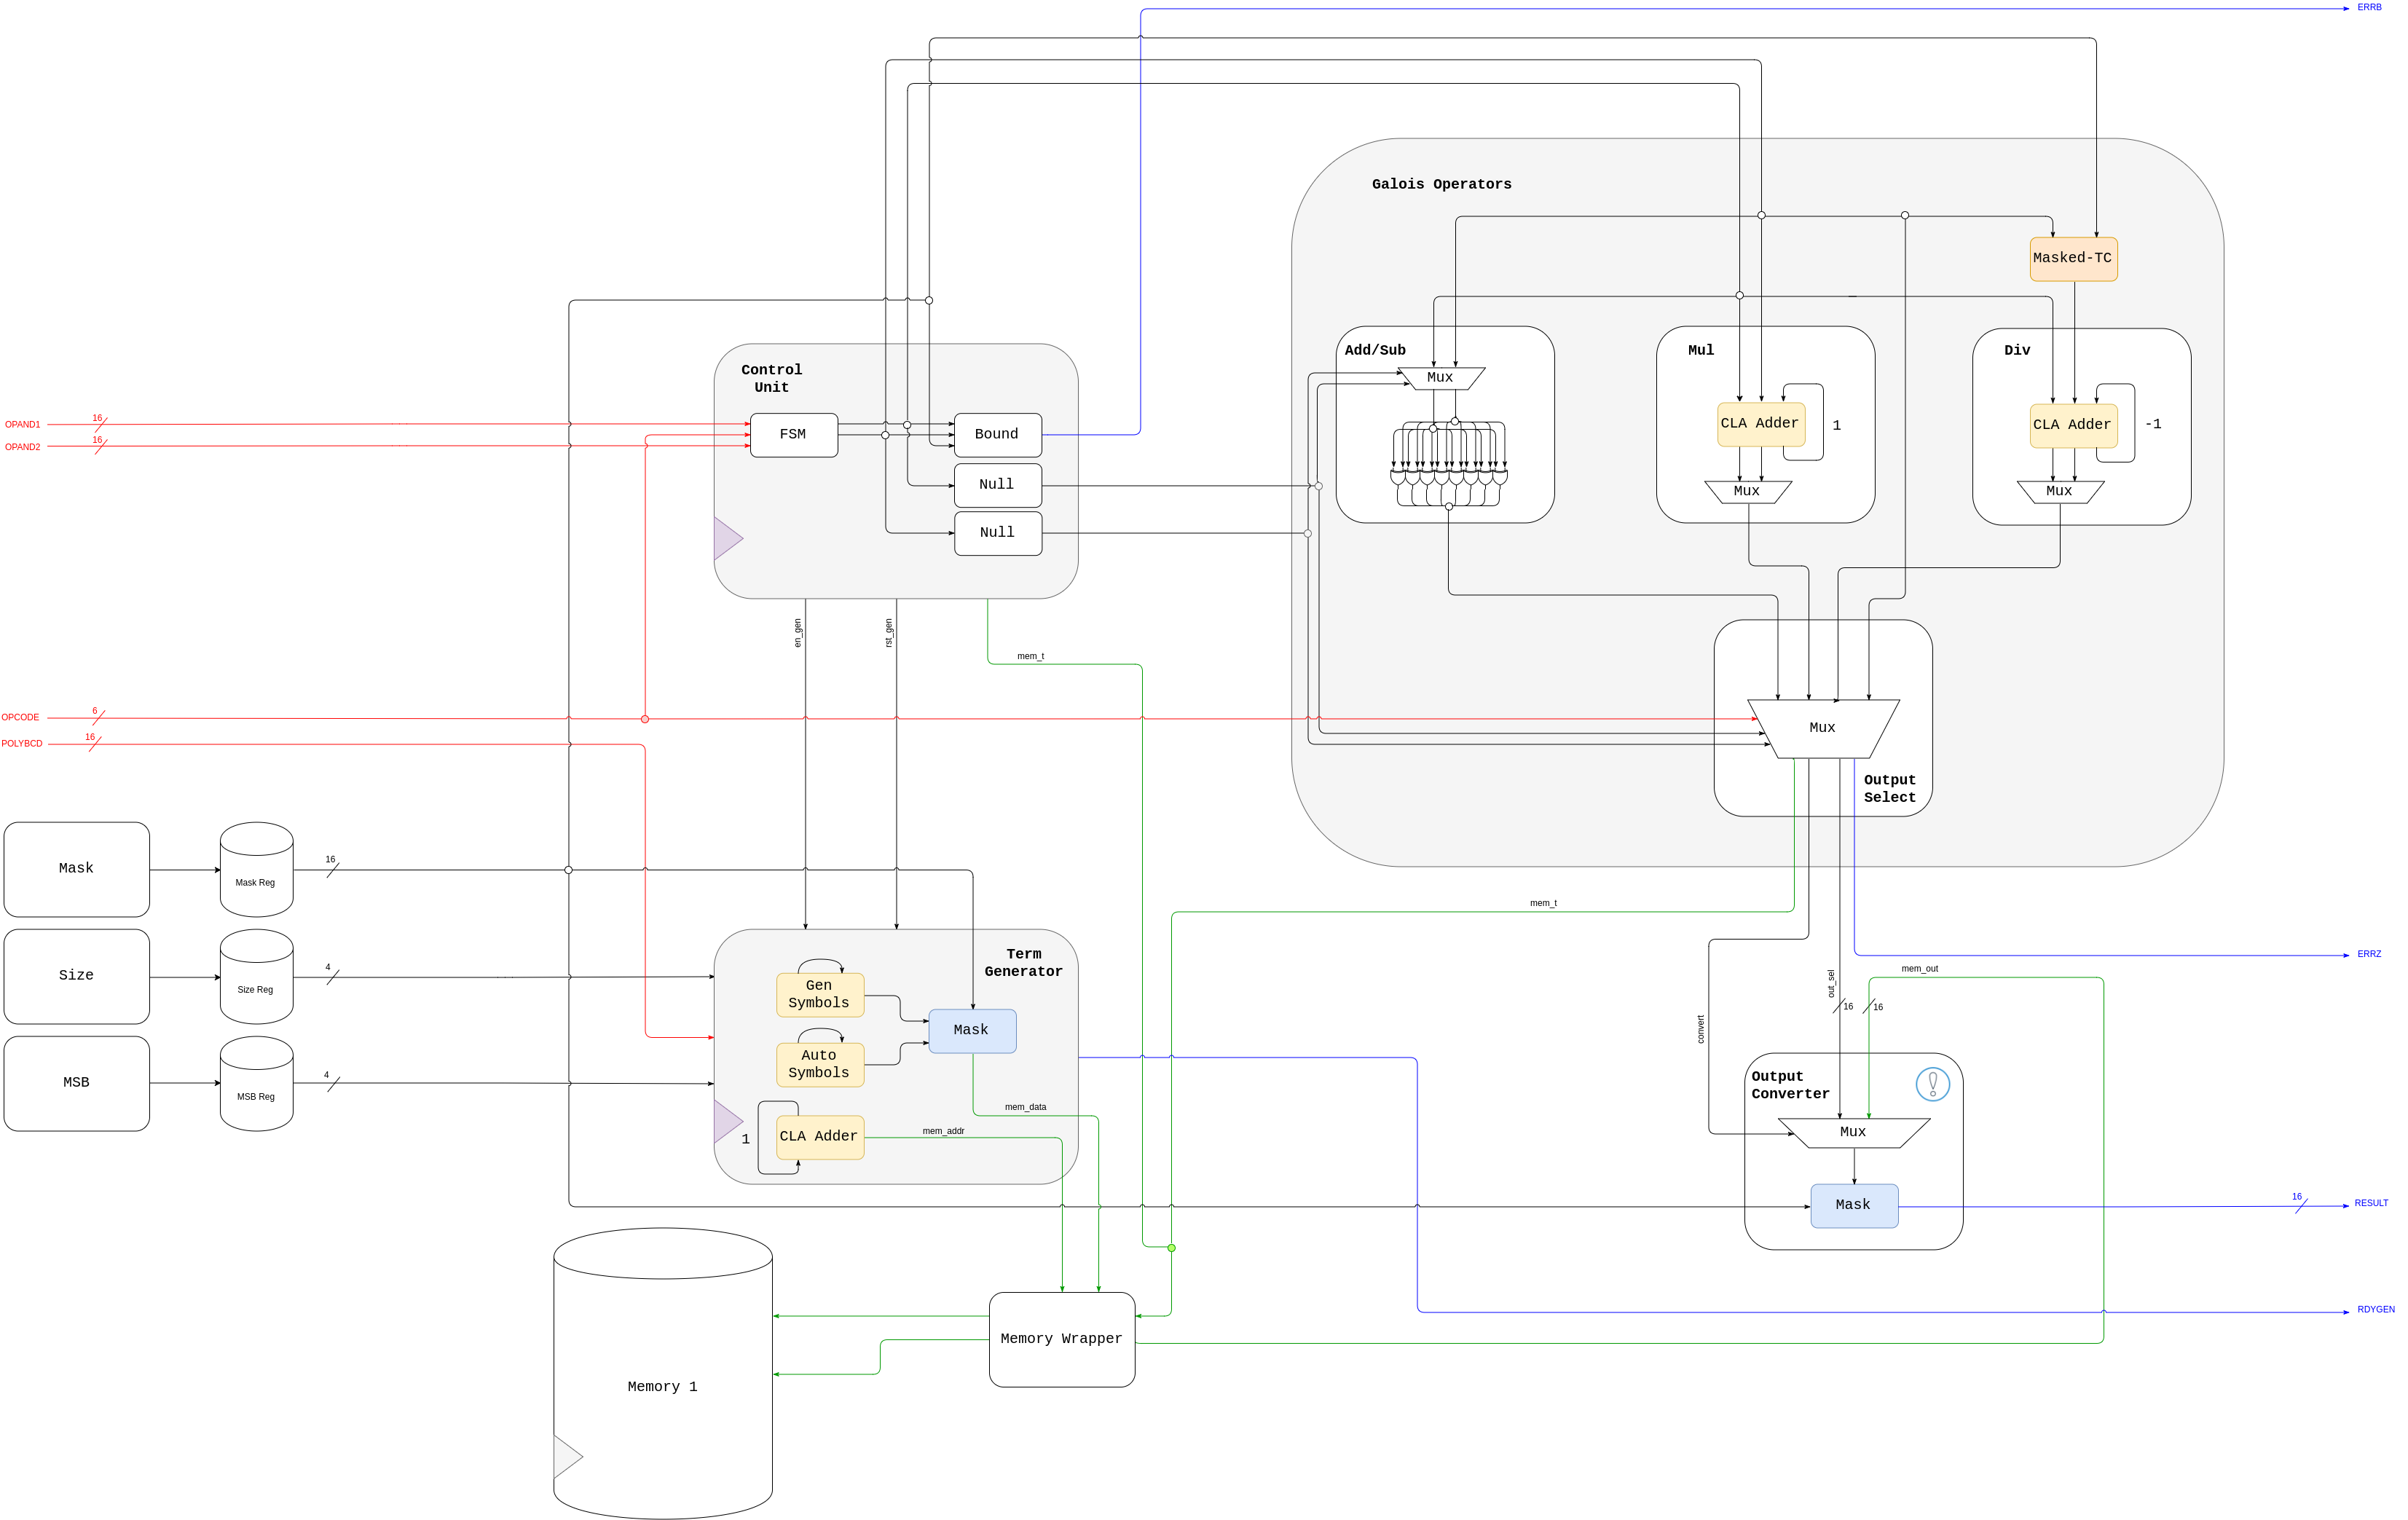 ERRB
Galois Operators
Masked-TC
Control
Unit
Add/Sub
Mul
Div
Mux
OPAND1
16
OPAND2
16
FSM
Bound
CLA Adder
1
CLA Adder
-1
Null
Mux
Mux
Null
en_gen
rst_gen
mem_t
OPCODE
6
POLYBCD
16
Mux
Output
Select
Mask
Mask Reg
16
mem_t
Term
Generator
ERRZ
Size
Size Reg
4
mem_out
out_sel
16
16
Gen
Symbols
Mask
convert
Auto
Symbols
MSB
MSB Reg
4
Output
Converter
mem_data
Mux
1
CLA Adder
mem_addr
Mask
16
RESULT
RDYGEN
Memory Wrapper
Memory 1